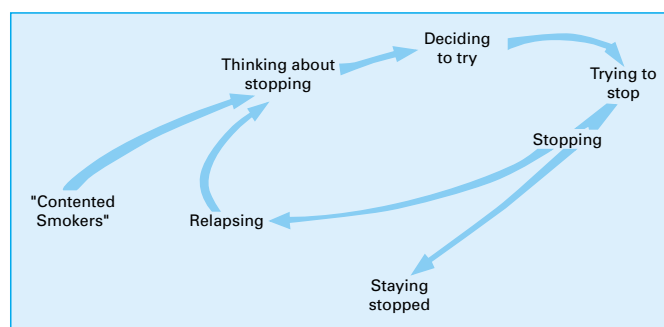 Deciding
to try
Thinking about
stopping
Trying to
stop
Stopping
"Contented
Smokers"
Relapsing
Staying
stopped